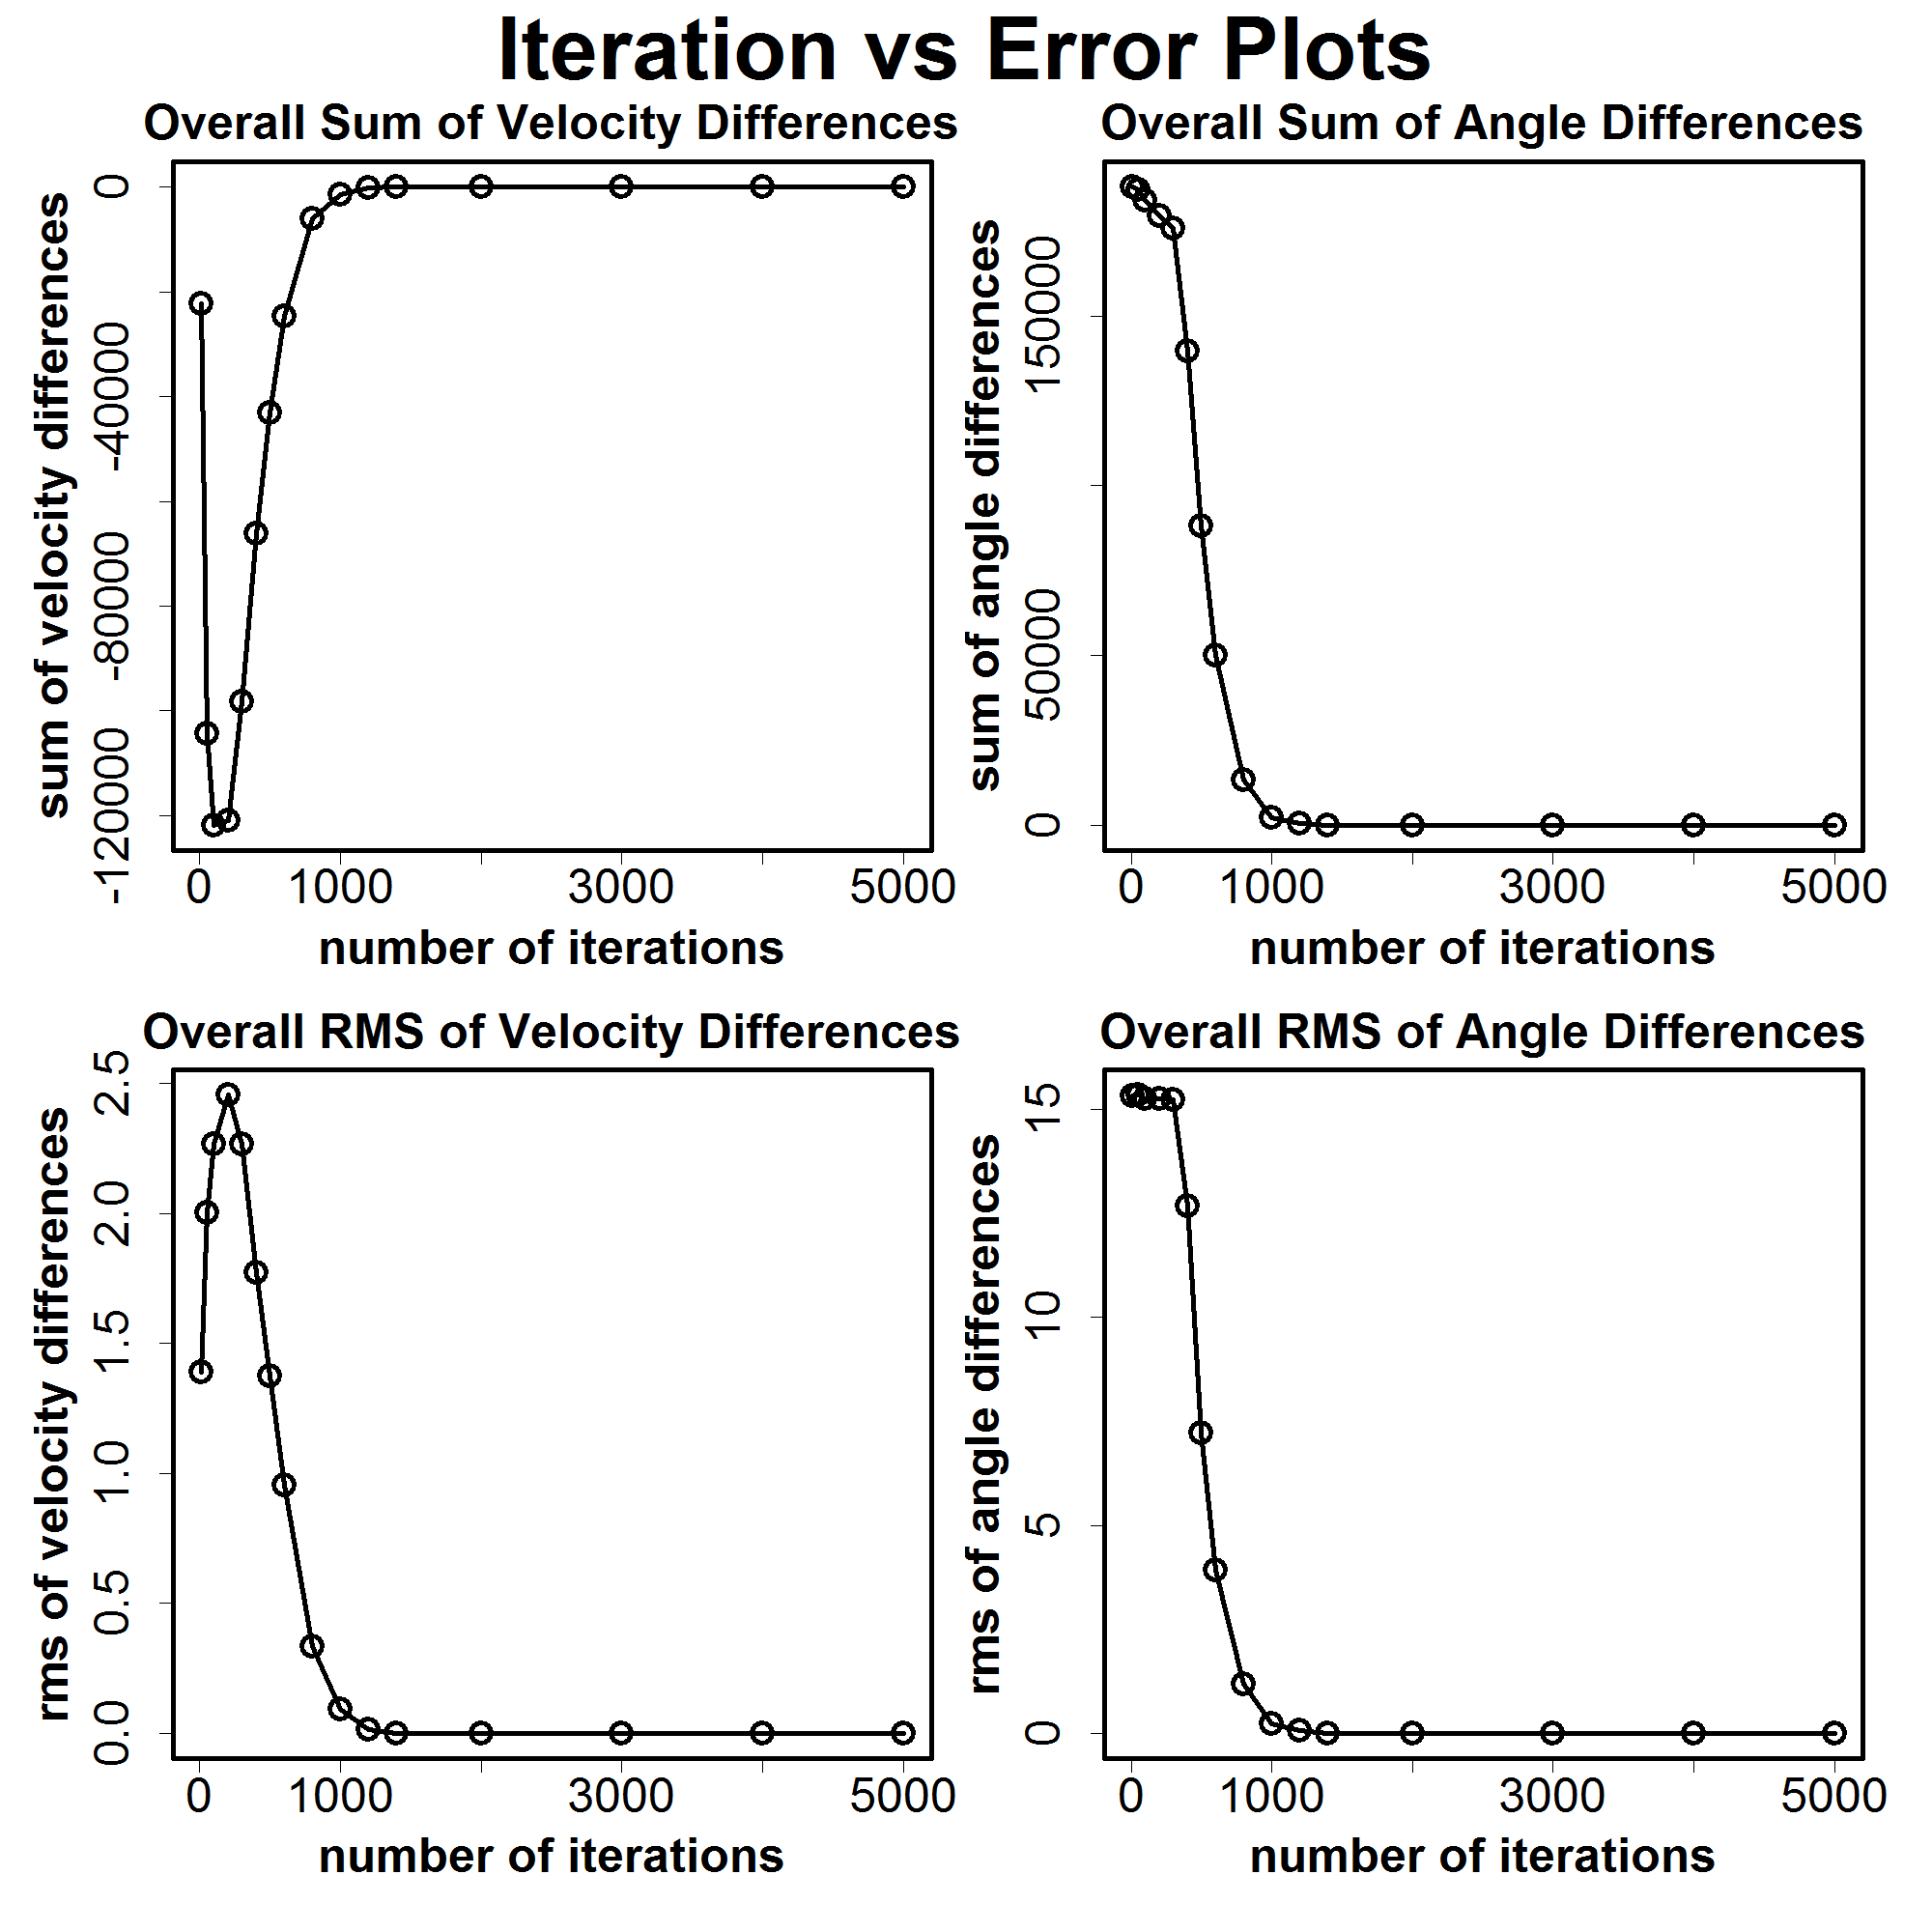 Iteration vs Error Plots
Overall Sum of Velocity Differences
sum of velocity differences
0
-40000
-80000
-120000
0 1000 3000 5000
number of iterations
Overall Sum of Angle Differences
sum of angle differences
150000
50000
0
0 1000 3000 5000
number of iterations
Overall RMS of Velocity Differences
rms of velocity differences
2.5
2.0
1.5
1.0
0.5
0.0
0 1000 3000 5000
number of iterations
Overall RMS of Angle Differences
rms of angle differences
15
10
5
0
0 1000 3000 5000
number of iterations